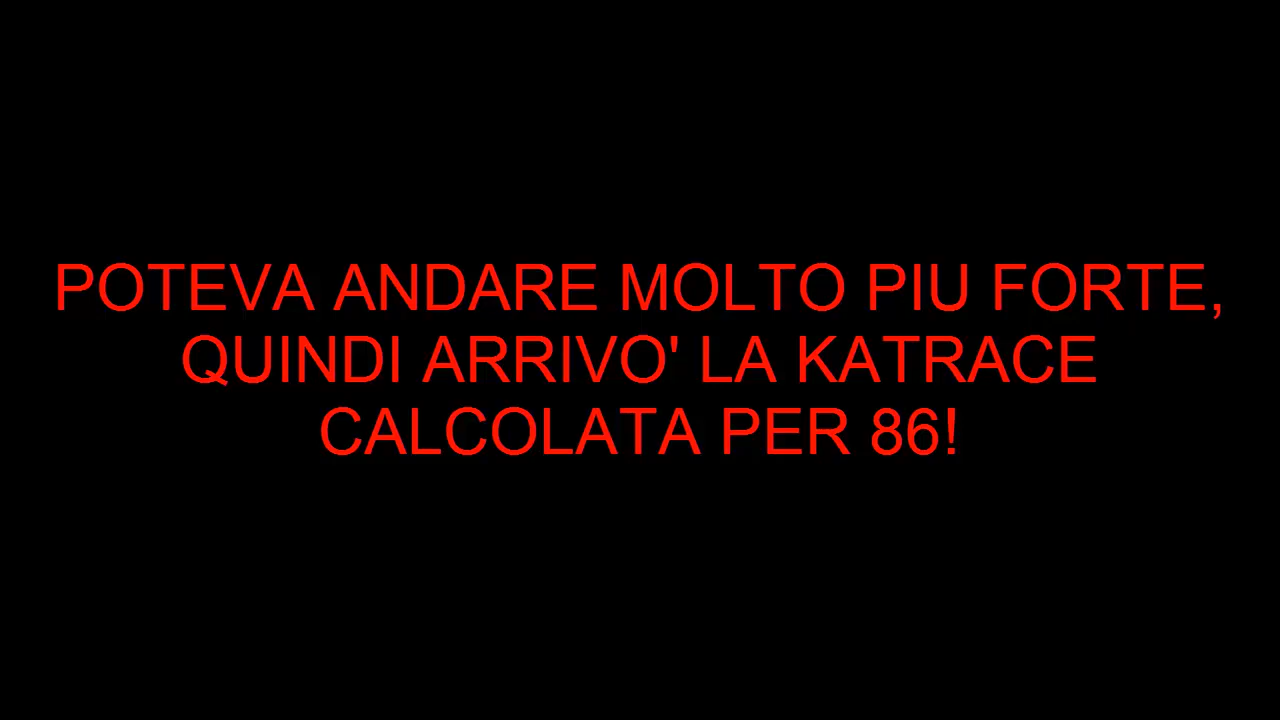 POTEVA ANDARE MOLTO PIU FORTE,
QUINDI ARRIVO' LA KATRACE
CALCOLATA PER 86!